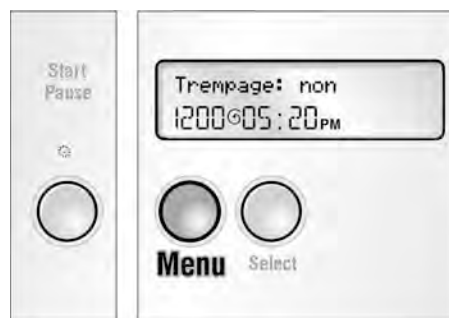 Start
Pause
Trempage: non
1200 05:20PM
Menu
Select